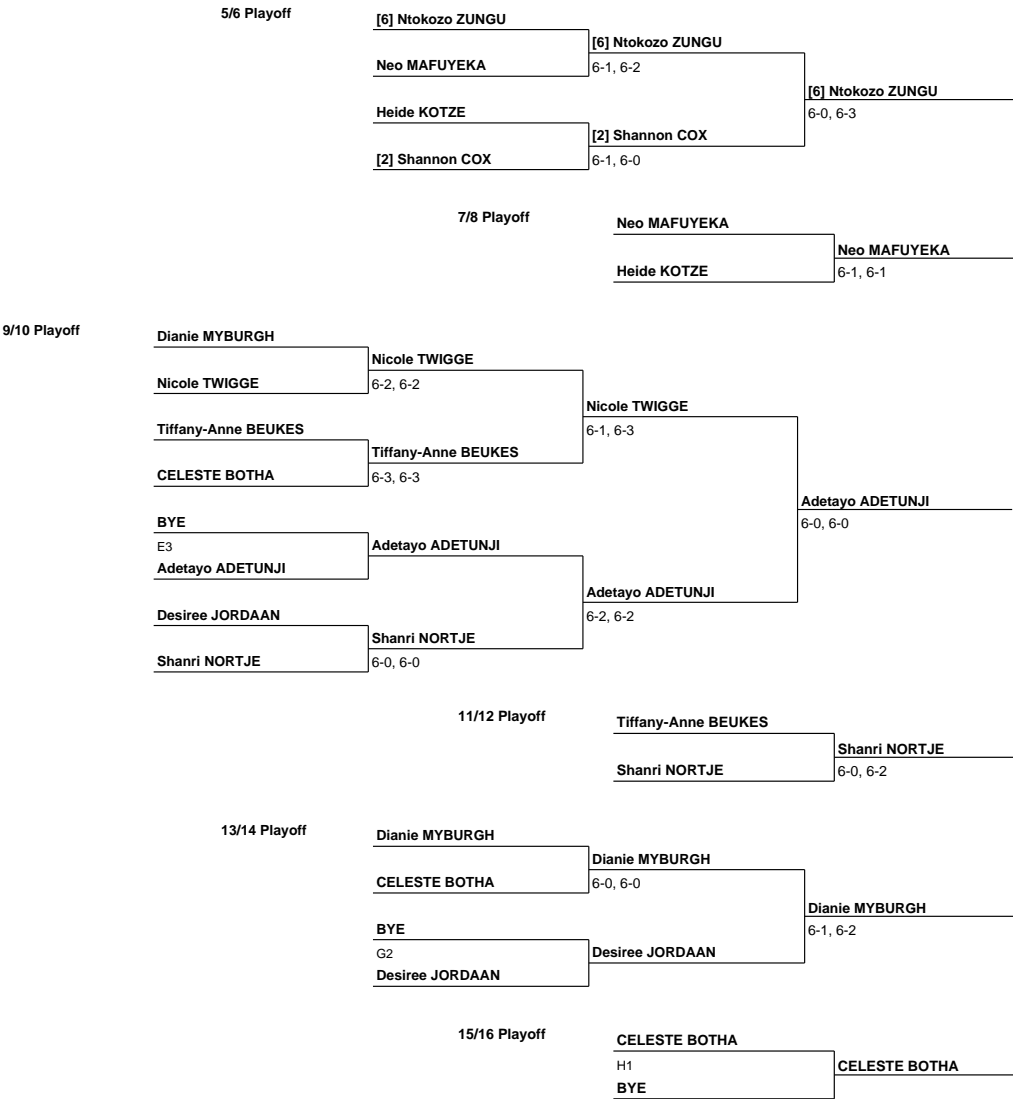 5/6 Playoff
[6] Ntokozo ZUNGU
[6] Ntokozo ZUNGU
Neo MAFUYEKA
6-1, 6-2
[6] Ntokozo ZUNGU
Heide KOTZE
6-0, 6-3
[2] Shannon COX
[2] Shannon COX
6-1, 6-0
7/8 Playoff
Neo MAFUYEKA
Neo MAFUYEKA
Heide KOTZE
6-1, 6-1
9/10 Playoff
Dianie MYBURGH
Nicole TWIGGE
Nicole TWIGGE
6-2, 6-2
Nicole TWIGGE
Tiffany-Anne BEUKES
6-1, 6-3
Tiffany-Anne BEUKES
CELESTE BOTHA
6-3, 6-3
Adetayo ADETUNJI
BYE
6-0, 6-0
E3
Adetayo ADETUNJI
Adetayo ADETUNJI
Adetayo ADETUNJI
Desiree JORDAAN
6-2, 6-2
Shanri NORTJE
Shanri NORTJE
6-0, 6-0
11/12 Playoff
Tiffany-Anne BEUKES
Shanri NORTJE
Shanri NORTJE
6-0, 6-2
13/14 Playoff
Dianie MYBURGH
Dianie MYBURGH
CELESTE BOTHA
6-0, 6-0
Dianie MYBURGH
BYE
6-1, 6-2
G2
Desiree JORDAAN
Desiree JORDAAN
15/16 Playoff
CELESTE BOTHA
H1
CELESTE BOTHA
BYE